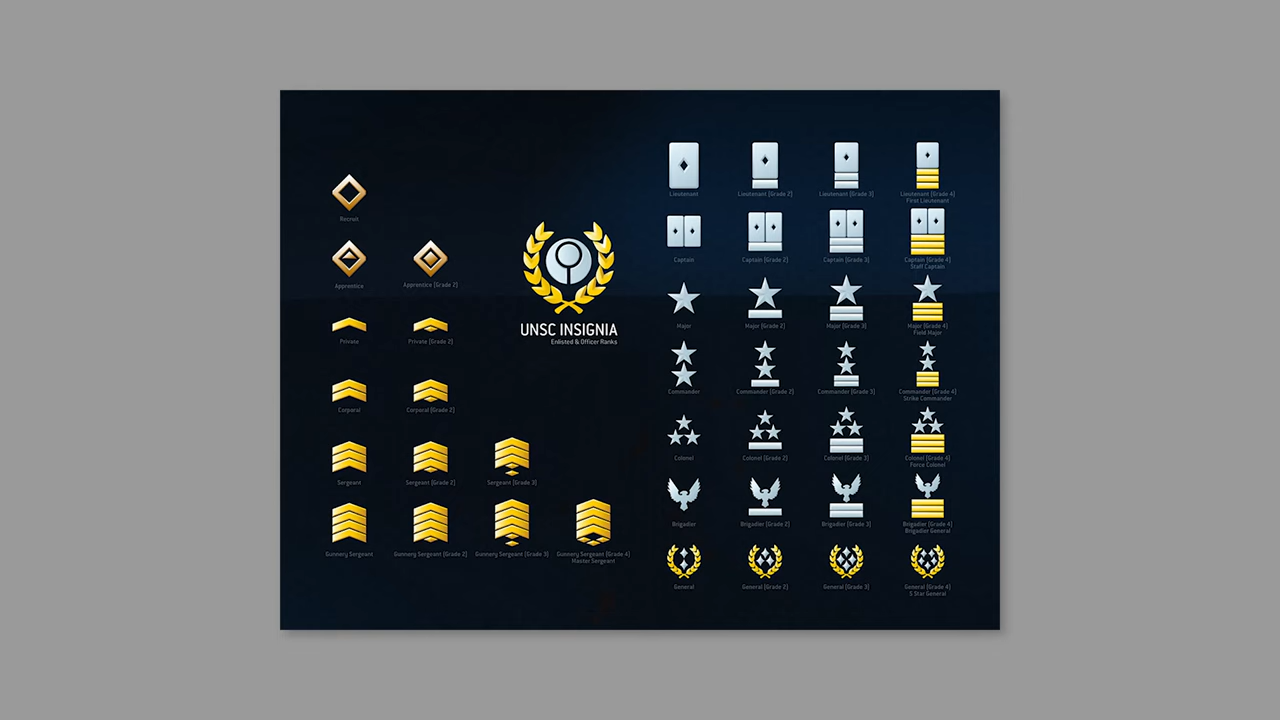 Recruit
Apprentice
Apprentice (Grade 2)
Private
Private (Grade 2)
Corporal
Corporal (Grade 2)
Sergeant
Sergeant (Grade 2)
Sergeant (Grade 3)
Gunnery Sergeant
Gunnery Sergeant (Grade 2)
Gunnery Sergeant (Grade 3)
Gunnery Sergeant (Grade 4)
Master Sergeant
UNSC INSIGNIA
Enlisted & Officer Ranks
Lieutenant
Lieutenant (Grade 2)
Lieutenant (Grade 3)
Lieutenant (Grade 4)
First Lieutenant
Captain
Captain (Grade 2)
Captain (Grade 3)
Captain (Grade 4)
Staff Captain
Major
Major (Grade 2)
Major (Grade 3)
Major (Grade 4)
Field Major
Commander
Commander (Grade 2)
Commander (Grade 3)
Commander (Grade 4)
Strike Commander
Colonel
Colonel (Grade 2)
Colonel (Grade 3)
Colonel (Grade 4)
Force Colonel
Brigadier
Brigadier (Grade 2)
Brigadier (Grade 3)
Brigadier (Grade 4)
Brigadier General
General
General (Grade 2)
General (Grade 3)
General (Grade 4)
5 Star General